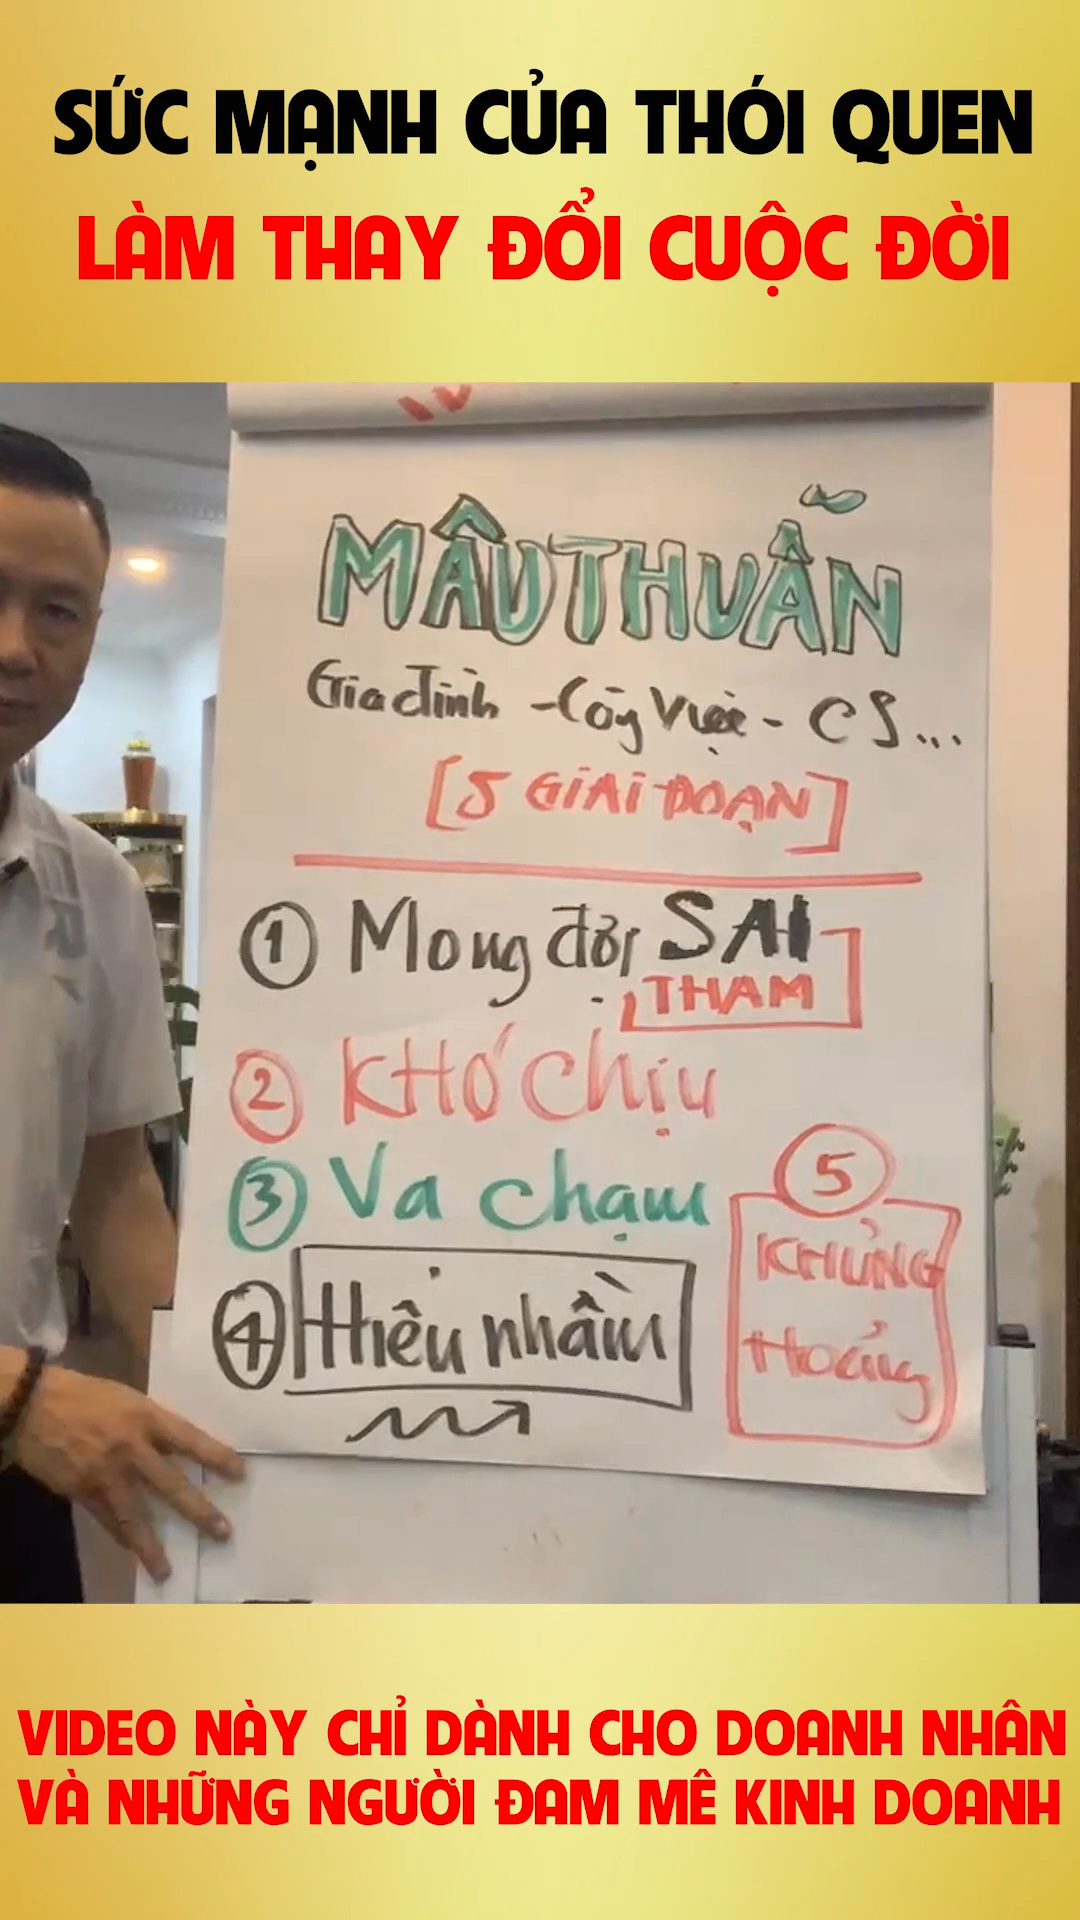 SỨC MẠNH CỦA THÓI QUEN
LÀM THAY ĐỔI CUỘC ĐỜI
MÂU THUẪN
Gia đình - Công Việc - CS...
[5 GIAI ĐOẠN]
① Mong đợi SAI
THAM
② KHÓ chịu
③ Va chạm
④ Hiểu nhầm
⑤
KHỦNG
Hoảng
VIDEO NÀY CHỈ DÀNH CHO DOANH NHÂN
VÀ NHỮNG NGƯỜI ĐAM MÊ KINH DOANH